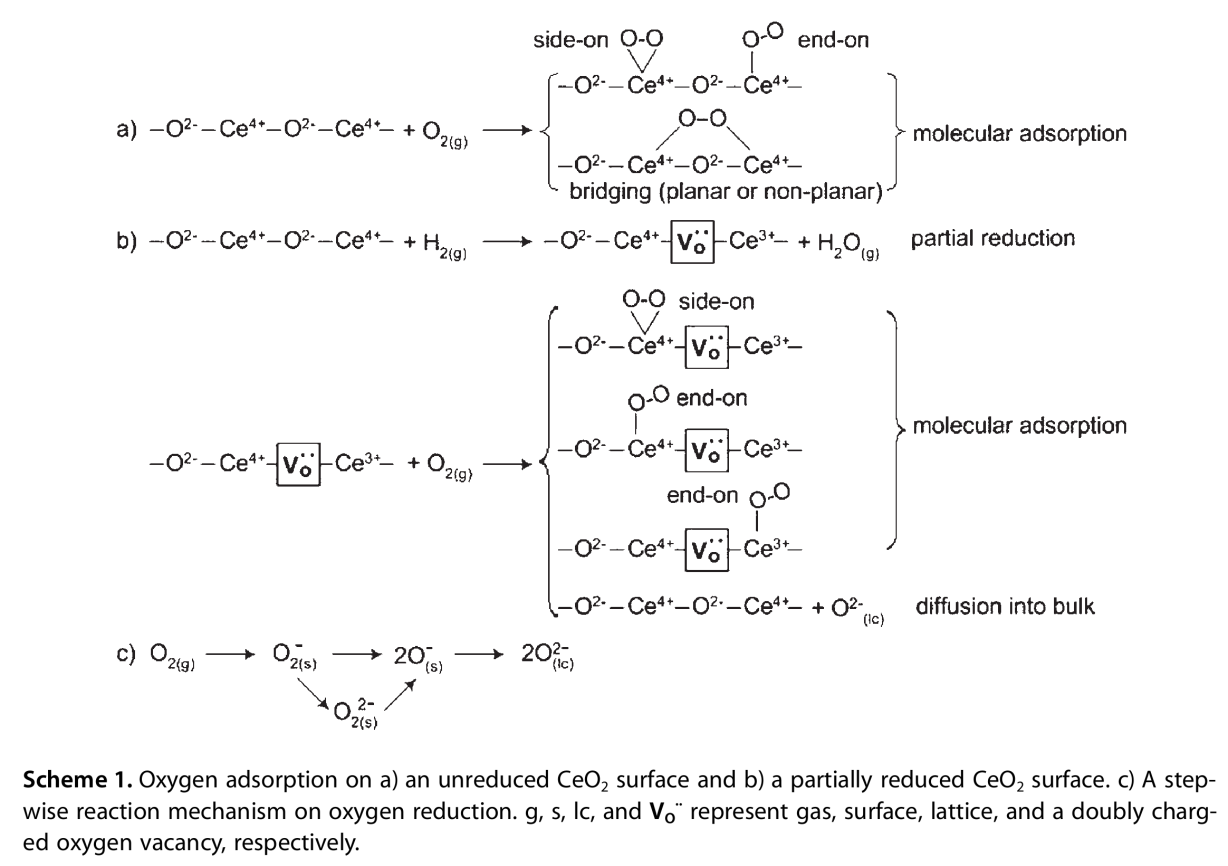 side-on O-O O-O end-on
–O²⁻–Ce⁴⁺–O²⁻–Ce⁴⁺–
a) –O²⁻–Ce⁴⁺–O²⁻–Ce⁴⁺– + O₂(g) → molecular adsorption
O–O
–O²⁻–Ce⁴⁺–O²⁻–Ce⁴⁺–
bridging (planar or non-planar)
b) –O²⁻–Ce⁴⁺–O²⁻–Ce⁴⁺– + H₂(g) → –O²⁻–Ce⁴⁺–Vö–Ce³⁺– + H₂O(g) partial reduction
O-O side-on
–O²⁻–Ce⁴⁺–Vö–Ce³⁺–
O-O end-on
molecular adsorption
–O²⁻–Ce⁴⁺–Vö–Ce³⁺–
–O²⁻–Ce⁴⁺–Vö–Ce³⁺– + O₂(g) →
end-on O-O
–O²⁻–Ce⁴⁺–Vö–Ce³⁺–
–O²⁻–Ce⁴⁺–O²⁻–Ce⁴⁺– + O²⁻(lc) diffusion into bulk
c) O₂(g) → O₂⁻(s) → 2O⁻(s) → 2O²⁻(lc)
O₂²⁻(s)
Scheme 1. Oxygen adsorption on a) an unreduced CeO₂ surface and b) a partially reduced CeO₂ surface. c) A step-
wise reaction mechanism on oxygen reduction. g, s, lc, and Vo¨ represent gas, surface, lattice, and a doubly charg-
ed oxygen vacancy, respectively.